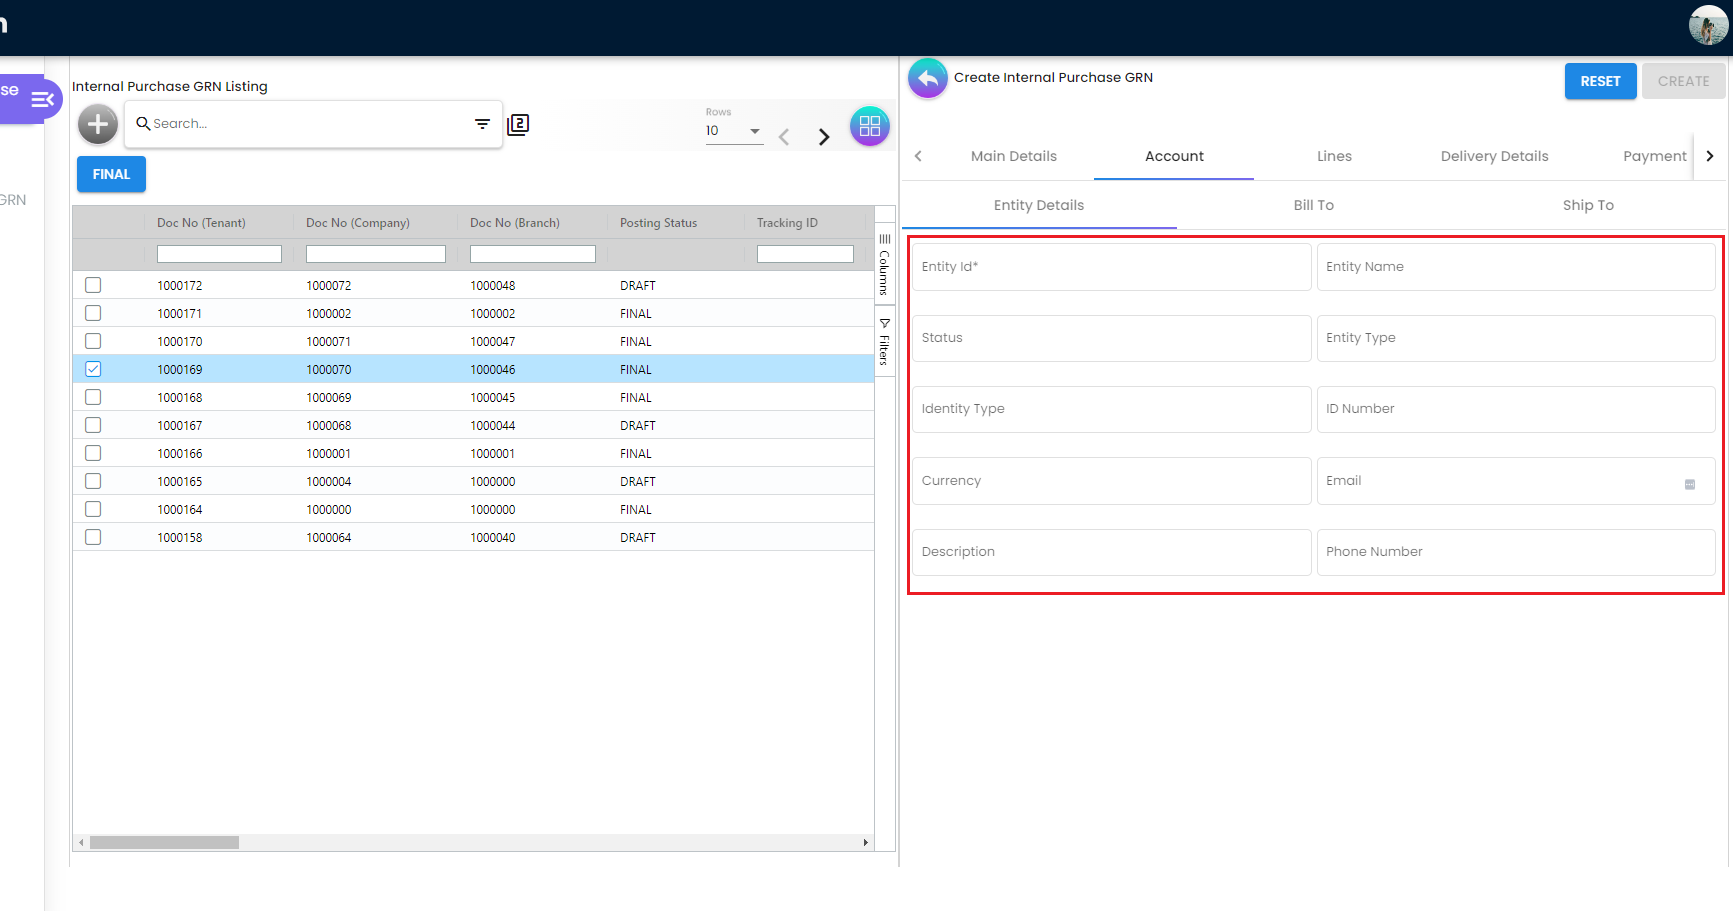 n
se
GRN
Internal Purchase GRN Listing
Search...
2
Rows
10
FINAL
Doc No (Tenant) Doc No (Company) Doc No (Branch) Posting Status Tracking ID
1000172 1000072 1000048 DRAFT
1000171 1000002 1000002 FINAL
1000170 1000071 1000047 FINAL
1000169 1000070 1000046 FINAL
1000168 1000069 1000045 FINAL
1000167 1000068 1000044 DRAFT
1000166 1000001 1000001 FINAL
1000165 1000004 1000000 DRAFT
1000164 1000000 1000000 FINAL
1000158 1000064 1000040 DRAFT
Columns
Filters
Create Internal Purchase GRN
RESET CREATE
Main Details Account Lines Delivery Details Payment
Entity Details Bill To Ship To
Entity Id* Entity Name
Status Entity Type
Identity Type ID Number
Currency Email
Description Phone Number